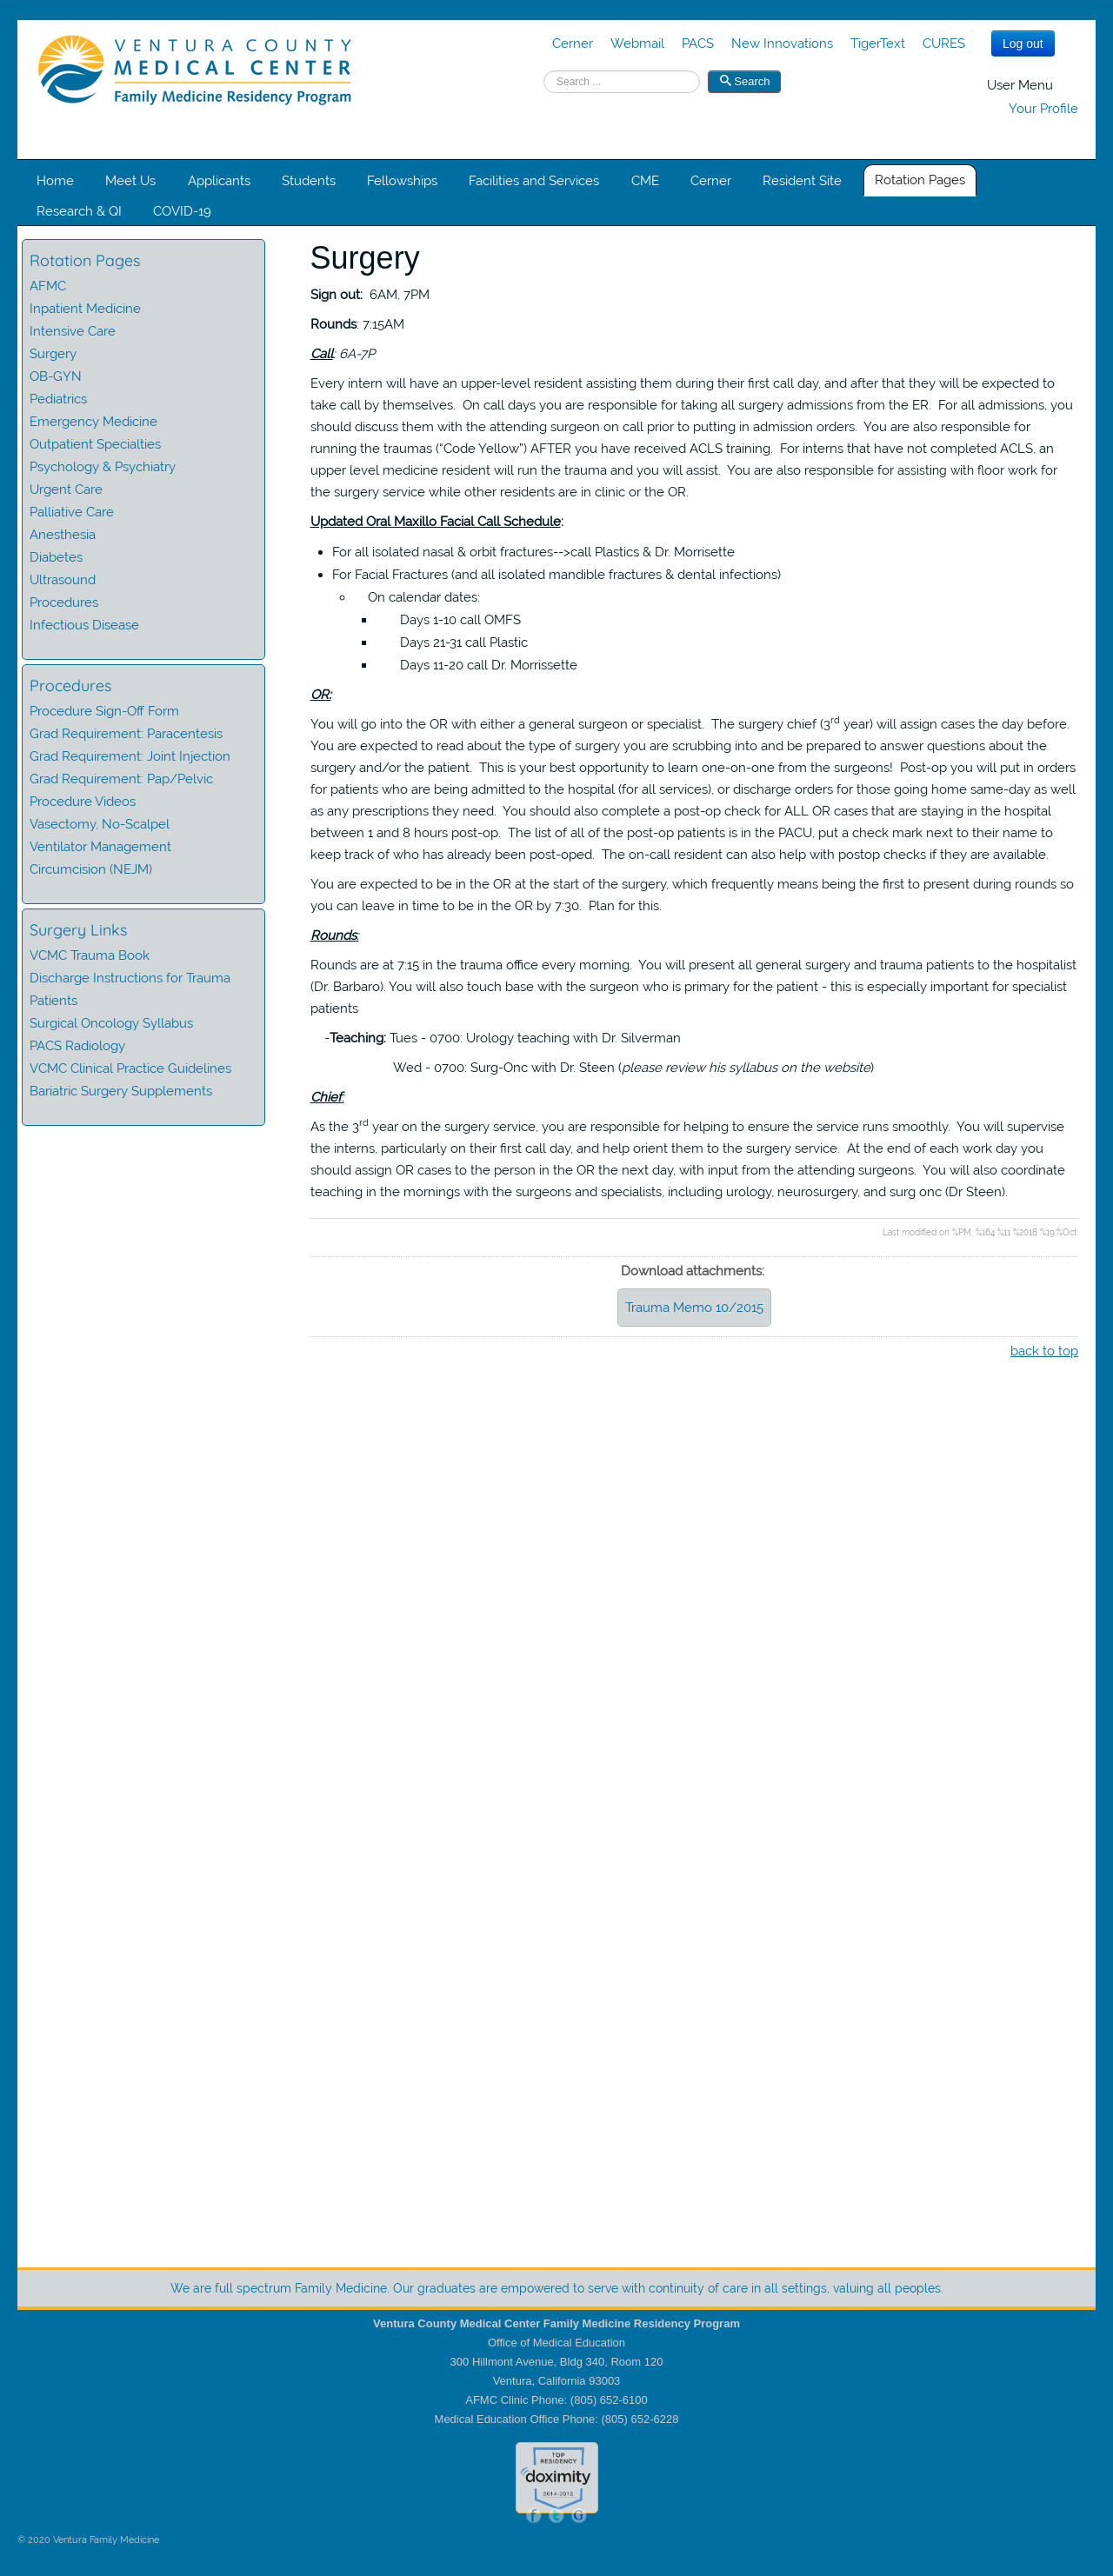 VENTURA COUNTY
MEDICAL CENTER
Family Medicine Residency Program
Cerner Webmail PACS New Innovations TigerText CURES Log out
Search ... Search
User Menu
Your Profile
Home Meet Us Applicants Students Fellowships Facilities and Services CME Cerner Resident Site Rotation Pages
Research & QI COVID-19
Rotation Pages
AFMC
Inpatient Medicine
Intensive Care
Surgery
OB-GYN
Pediatrics
Emergency Medicine
Outpatient Specialties
Psychology & Psychiatry
Urgent Care
Palliative Care
Anesthesia
Diabetes
Ultrasound
Procedures
Infectious Disease
Procedures
Procedure Sign-Off Form
Grad Requirement: Paracentesis
Grad Requirement: Joint Injection
Grad Requirement: Pap/Pelvic
Procedure Videos
Vasectomy, No-Scalpel
Ventilator Management
Circumcision (NEJM)
Surgery Links
VCMC Trauma Book
Discharge Instructions for Trauma
Patients
Surgical Oncology Syllabus
PACS Radiology
VCMC Clinical Practice Guidelines
Bariatric Surgery Supplements
Surgery
Sign out: 6AM, 7PM
Rounds: 7:15AM
Call: 6A-7P
Every intern will have an upper-level resident assisting them during their first call day, and after that they will be expected to
take call by themselves. On call days you are responsible for taking all surgery admissions from the ER. For all admissions, you
should discuss them with the attending surgeon on call prior to putting in admission orders. You are also responsible for
running the traumas (“Code Yellow”) AFTER you have received ACLS training. For interns that have not completed ACLS, an
upper level medicine resident will run the trauma and you will assist. You are also responsible for assisting with floor work for
the surgery service while other residents are in clinic or the OR.
Updated Oral Maxillo Facial Call Schedule:
• For all isolated nasal & orbit fractures-->call Plastics & Dr. Morrisette
• For Facial Fractures (and all isolated mandible fractures & dental infections)
○ On calendar dates:
▪ Days 1-10 call OMFS
▪ Days 21-31 call Plastic
▪ Days 11-20 call Dr. Morrissette
OR:
You will go into the OR with either a general surgeon or specialist. The surgery chief (3rd year) will assign cases the day before.
You are expected to read about the type of surgery you are scrubbing into and be prepared to answer questions about the
surgery and/or the patient. This is your best opportunity to learn one-on-one from the surgeons! Post-op you will put in orders
for patients who are being admitted to the hospital (for all services), or discharge orders for those going home same-day as well
as any prescriptions they need. You should also complete a post-op check for ALL OR cases that are staying in the hospital
between 1 and 8 hours post-op. The list of all of the post-op patients is in the PACU, put a check mark next to their name to
keep track of who has already been post-oped. The on-call resident can also help with postop checks if they are available.
You are expected to be in the OR at the start of the surgery, which frequently means being the first to present during rounds so
you can leave in time to be in the OR by 7:30. Plan for this.
Rounds:
Rounds are at 7:15 in the trauma office every morning. You will present all general surgery and trauma patients to the hospitalist
(Dr. Barbaro). You will also touch base with the surgeon who is primary for the patient - this is especially important for specialist
patients
-Teaching: Tues - 0700: Urology teaching with Dr. Silverman
Wed - 0700: Surg-Onc with Dr. Steen (please review his syllabus on the website)
Chief:
As the 3rd year on the surgery service, you are responsible for helping to ensure the service runs smoothly. You will supervise
the interns, particularly on their first call day, and help orient them to the surgery service. At the end of each work day you
should assign OR cases to the person in the OR the next day, with input from the attending surgeons. You will also coordinate
teaching in the mornings with the surgeons and specialists, including urology, neurosurgery, and surg onc (Dr Steen).
Last modified on %PM, %164 %11 %2018 %19:%Oct
Download attachments:
Trauma Memo 10/2015
back to top
We are full spectrum Family Medicine. Our graduates are empowered to serve with continuity of care in all settings, valuing all peoples.
Ventura County Medical Center Family Medicine Residency Program
Office of Medical Education
300 Hillmont Avenue, Bldg 340, Room 120
Ventura, California 93003
AFMC Clinic Phone: (805) 652-6100
Medical Education Office Phone: (805) 652-6228
TOP
RESIDENCY
doximity
2014-2015
f t G
© 2020 Ventura Family Medicine